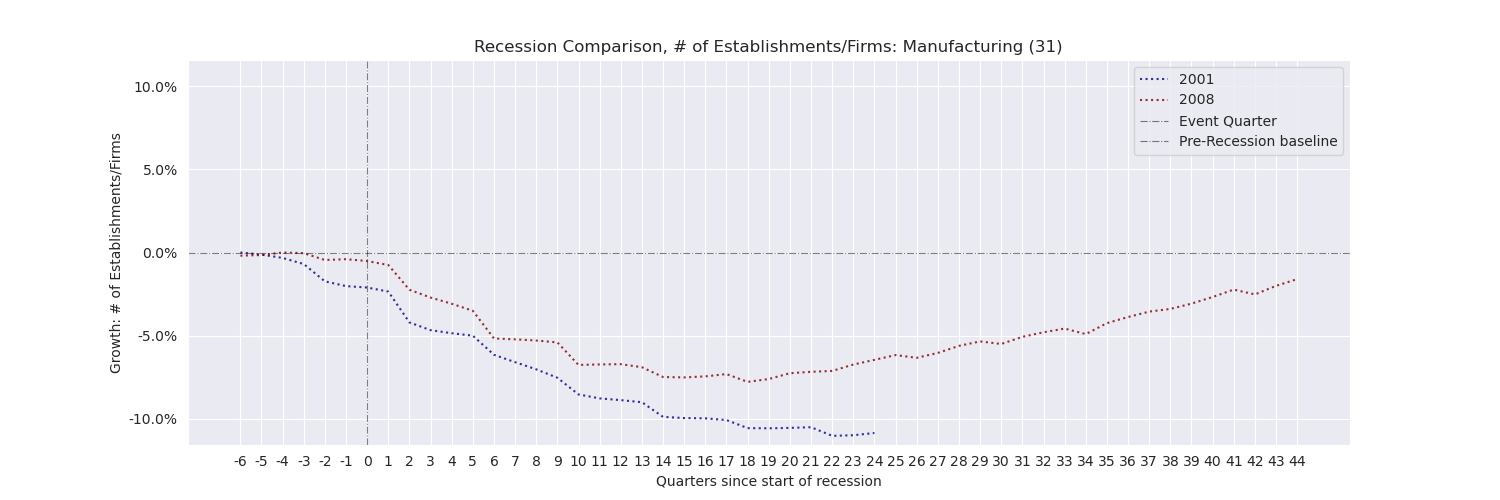 Recession Comparison, # of Establishments/Firms: Manufacturing (31)
2001
2008
Event Quarter
Pre-Recession baseline
Growth: # of Establishments/Firms
10.0%
5.0%
0.0%
-5.0%
-10.0%
-6 -5 -4 -3 -2 -1 0 1 2 3 4 5 6 7 8 9 10 11 12 13 14 15 16 17 18 19 20 21 22 23 24 25 26 27 28 29 30 31 32 33 34 35 36 37 38 39 40 41 42 43 44
Quarters since start of recession